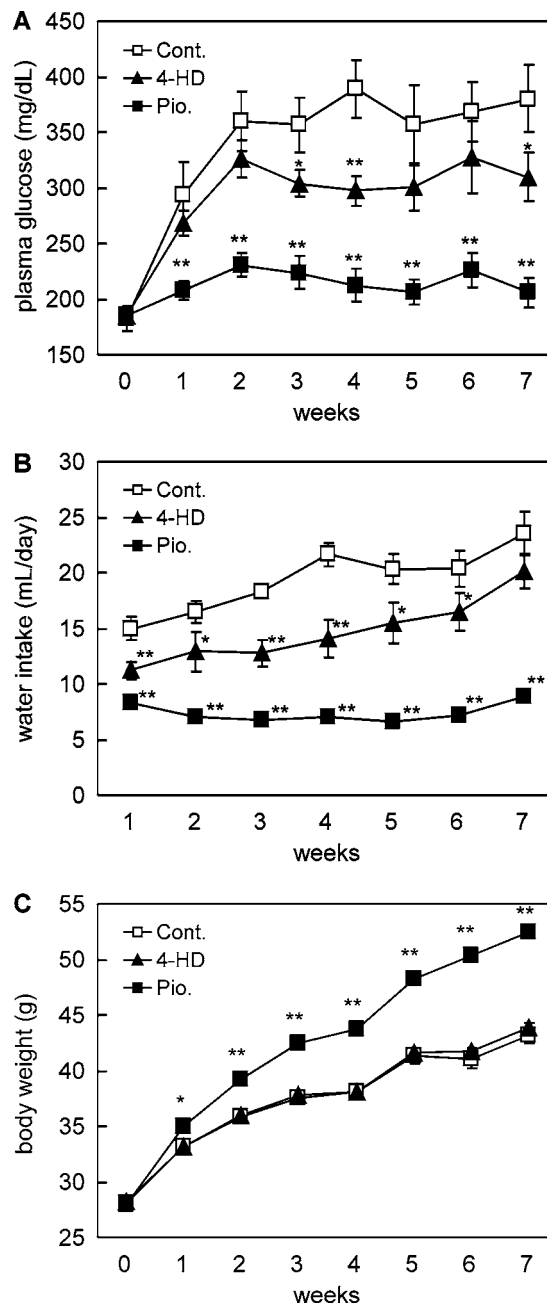 A
plasma glucose (mg/dL)
450
400
350
300
250
200
150
Cont.
4-HD
Pio.
* ** *
** ** ** ** ** ** **
0 1 2 3 4 5 6 7
weeks
B
water intake (mL/day)
30
25
20
15
10
5
0
Cont.
4-HD
Pio.
** * ** ** * *
** ** ** ** ** ** **
1 2 3 4 5 6 7
weeks
C
body weight (g)
55
50
45
40
35
30
25
Cont.
4-HD
Pio.
* ** ** ** ** ** **
0 1 2 3 4 5 6 7
weeks